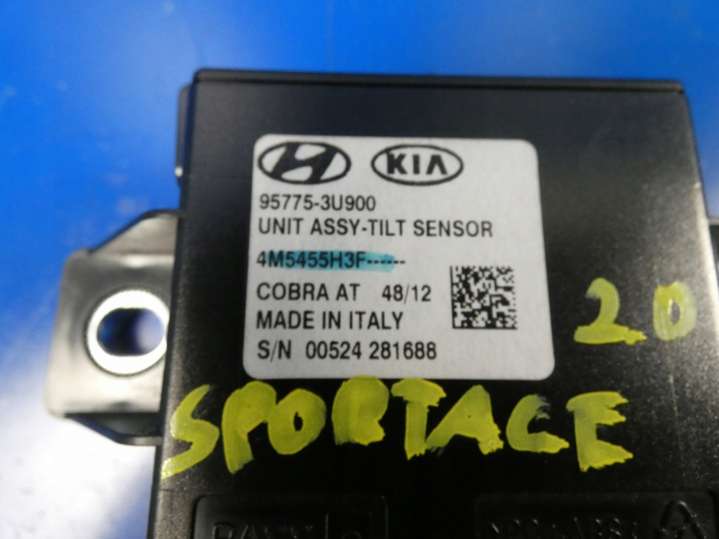 KIA
95775-3U900
UNIT ASSY-TILT SENSOR
4M5455H3F------
COBRA AT 48/12
MADE IN ITALY
S/N 00524 281688
20
SPORTACE